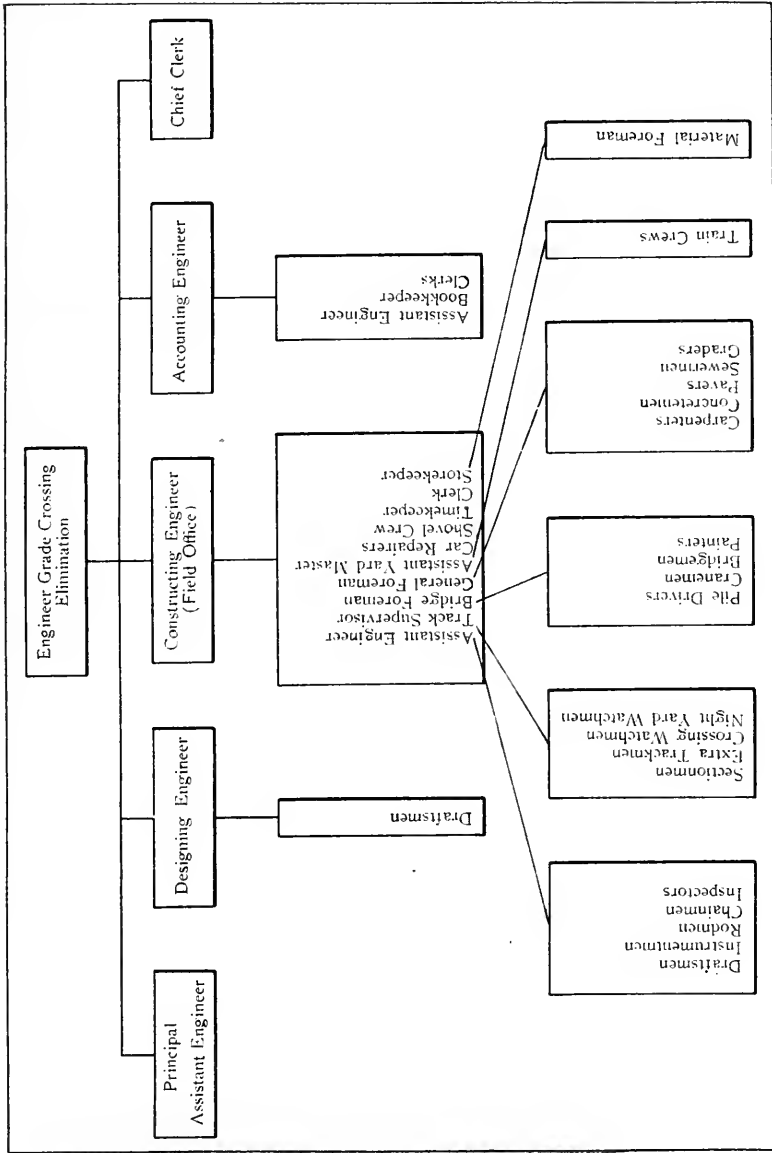 Engineer Grade Crossing
Elimination
Principal
Assistant Engineer
Designing Engineer
Constructing Engineer
(Field Office)
Accounting Engineer
Chief Clerk
Draftsmen
Assistant Engineer
Track Supervisor
Bridge Foreman
General Foreman
Assistant Yard Master
Car Repairers
Shovel Crew
Timekeeper
Clerk
Storekeeper
Assistant Engineer
Bookkeeper
Clerks
Draftsmen
Instrumentmen
Rodmen
Chainmen
Inspectors
Sectionmen
Extra Trackmen
Crossing Watchmen
Night Yard Watchmen
Pile Drivers
Cranemen
Bridgemen
Painters
Carpenters
Concretemen
Pavers
Sewermen
Graders
Train Crews
Material Foreman